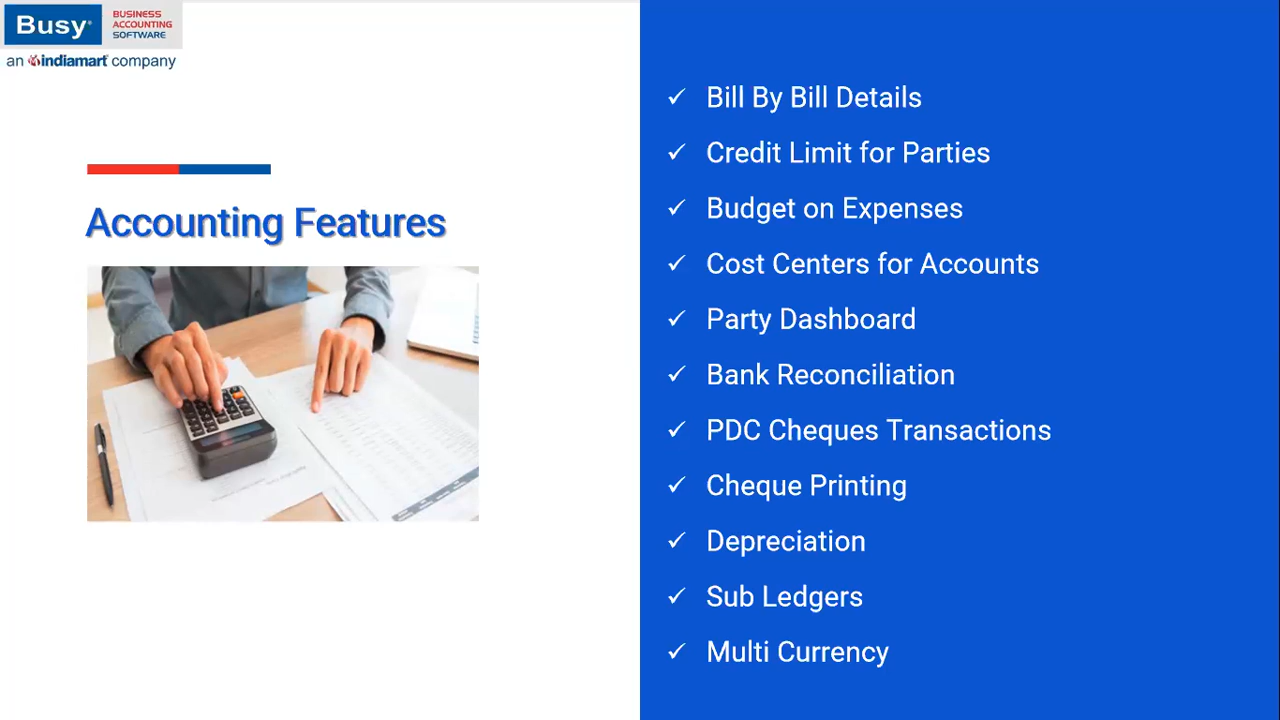 Busy
BUSINESS
ACCOUNTING
SOFTWARE
an indiamart company
Accounting Features
✓ Bill By Bill Details
✓ Credit Limit for Parties
✓ Budget on Expenses
✓ Cost Centers for Accounts
✓ Party Dashboard
✓ Bank Reconciliation
✓ PDC Cheques Transactions
✓ Cheque Printing
✓ Depreciation
✓ Sub Ledgers
✓ Multi Currency